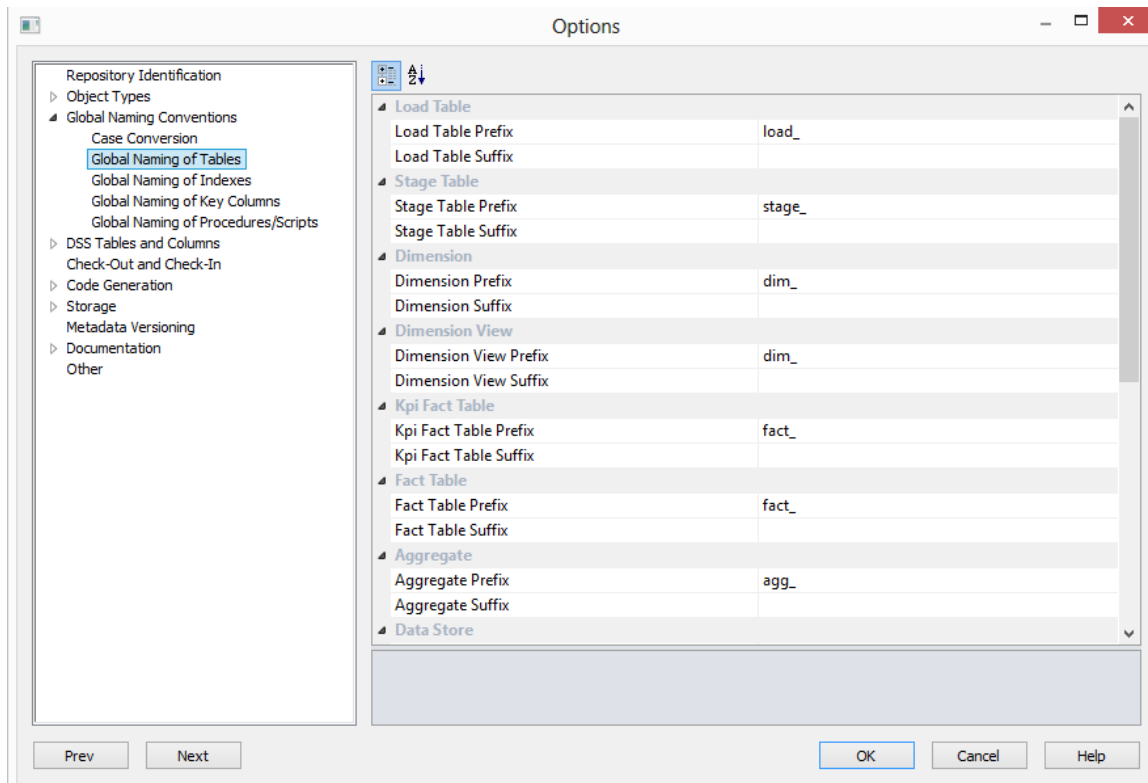 Options
Repository Identification
Object Types
Global Naming Conventions
Case Conversion
Global Naming of Tables
Global Naming of Indexes
Global Naming of Key Columns
Global Naming of Procedures/Scripts
DSS Tables and Columns
Check-Out and Check-In
Code Generation
Storage
Metadata Versioning
Documentation
Other
A
Z
Load Table
Load Table Prefix load_
Load Table Suffix
Stage Table
Stage Table Prefix stage_
Stage Table Suffix
Dimension
Dimension Prefix dim_
Dimension Suffix
Dimension View
Dimension View Prefix dim_
Dimension View Suffix
Kpi Fact Table
Kpi Fact Table Prefix fact_
Kpi Fact Table Suffix
Fact Table
Fact Table Prefix fact_
Fact Table Suffix
Aggregate
Aggregate Prefix agg_
Aggregate Suffix
Data Store
Prev Next OK Cancel Help